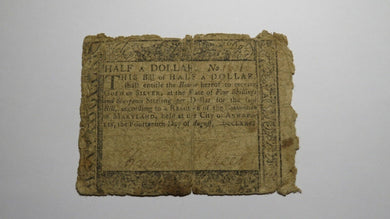 HALF A DOLLAR. No.
THIS Bill of HALF A DOLLAR,
shall entitle the Bearer hereof to receive
GOLD or SILVER, at the Rate of Four Shillings
and Sixpence Sterling per Dollar for the said
Bill, according to a Resolve of the
of MARYLAND, held at the City of ANNAPO-
LIS, the Fourteenth Day of August,